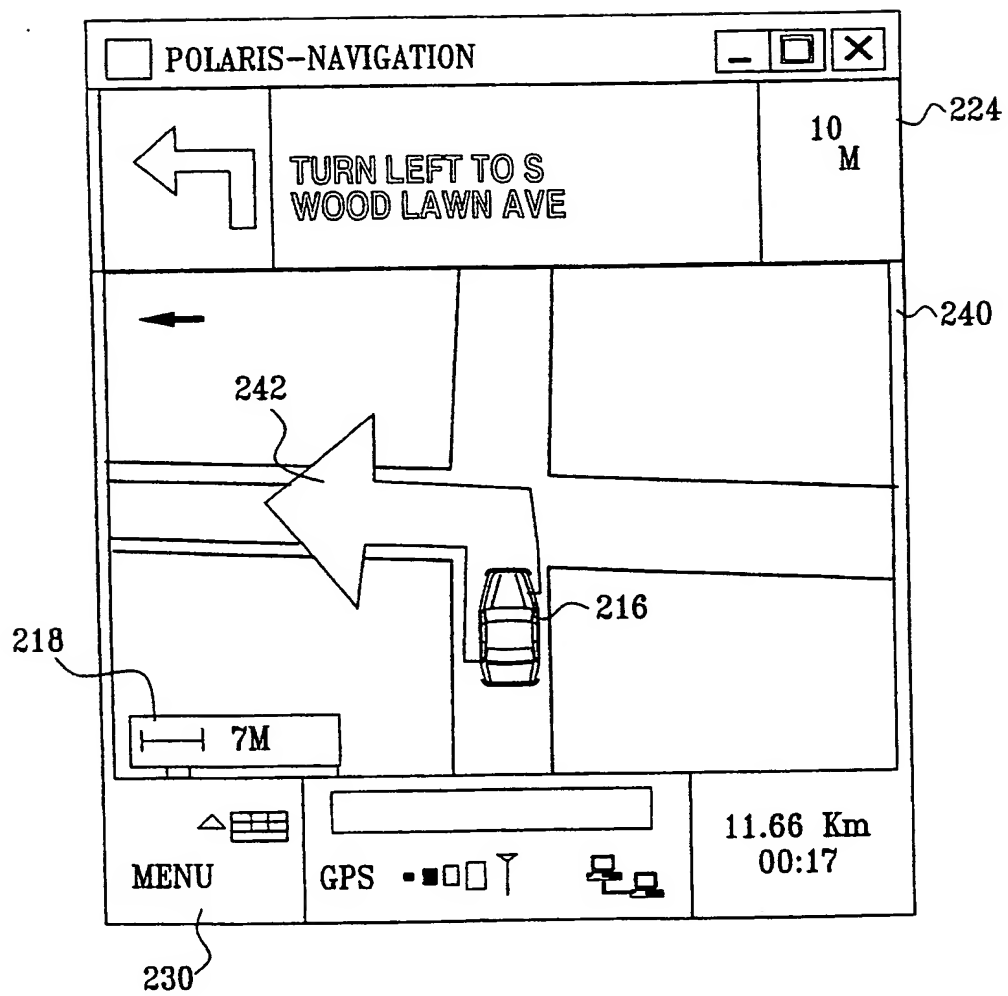 POLARIS-NAVIGATION
10
M
224
TURN LEFT TO S
WOOD LAWN AVE
240
242
216
218
7M
11.66 Km
00:17
MENU
GPS
230